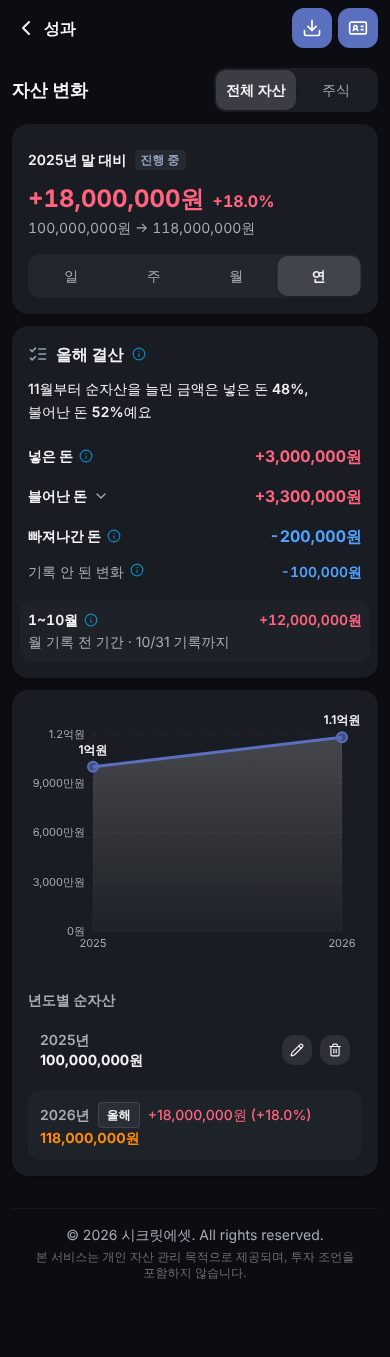 성과
자산 변화
전체 자산
주식
2025년 말 대비 진행 중
+18,000,000원 +18.0%
100,000,000원 → 118,000,000원
일 주 월 연
올해 결산
11월부터 순자산을 늘린 금액은 넣은 돈 48%,
불어난 돈 52%예요
넣은 돈 +3,000,000원
불어난 돈 +3,300,000원
빠져나간 돈 -200,000원
기록 안 된 변화 -100,000원
1~10월 +12,000,000원
월 기록 전 기간 · 10/31 기록까지
1.1억원
1.2억원
1억원
9,000만원
6,000만원
3,000만원
0원
2025 2026
년도별 순자산
2025년
100,000,000원
2026년 올해 +18,000,000원 (+18.0%)
118,000,000원
© 2026 시크릿에셋. All rights reserved.
본 서비스는 개인 자산 관리 목적으로 제공되며, 투자 조언을
포함하지 않습니다.